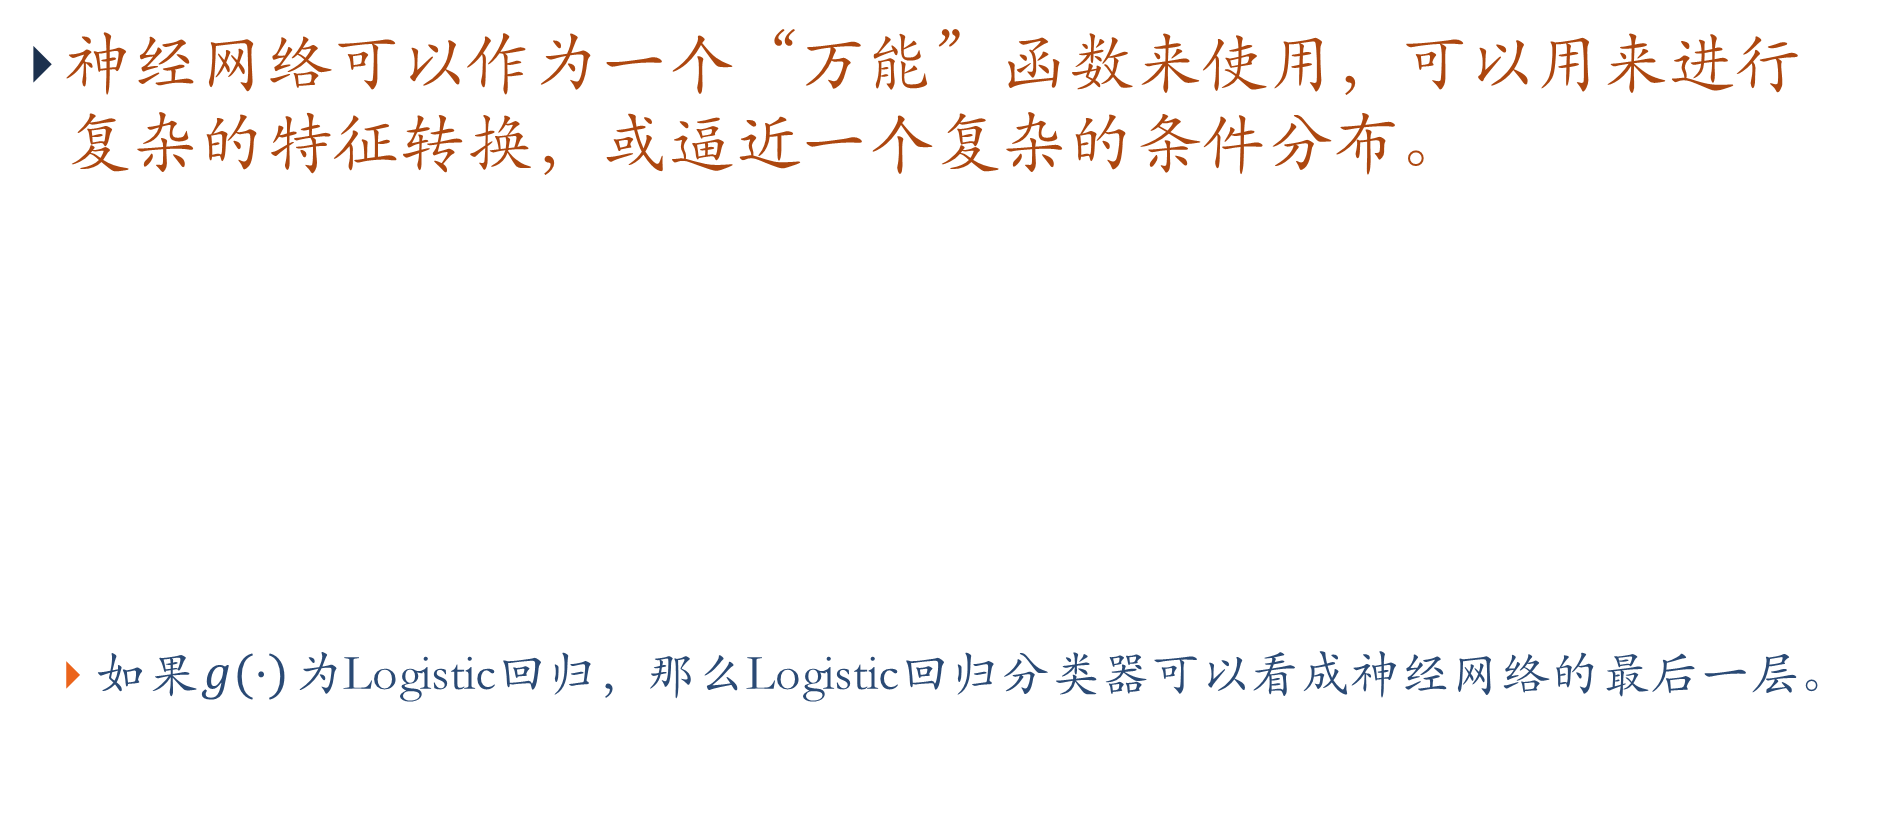 神经网络可以作为一个“万能”函数来使用，可以用来进行
复杂的特征转换，或逼近一个复杂的条件分布。
如果g(·)为Logistic回归，那么Logistic回归分类器可以看成神经网络的最后一层。